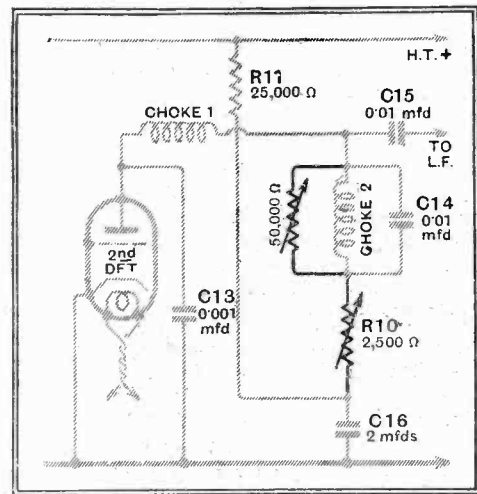 H.T. +
R11
25,000 Ω
C15
0·01 mfd
CHOKE 1
TO
L.F.
50,000 Ω
CHOKE 2
C14
0·01
mfd
2nd
DET
C13
0·001
mfd
R10
2,500 Ω
C16
2 mfds